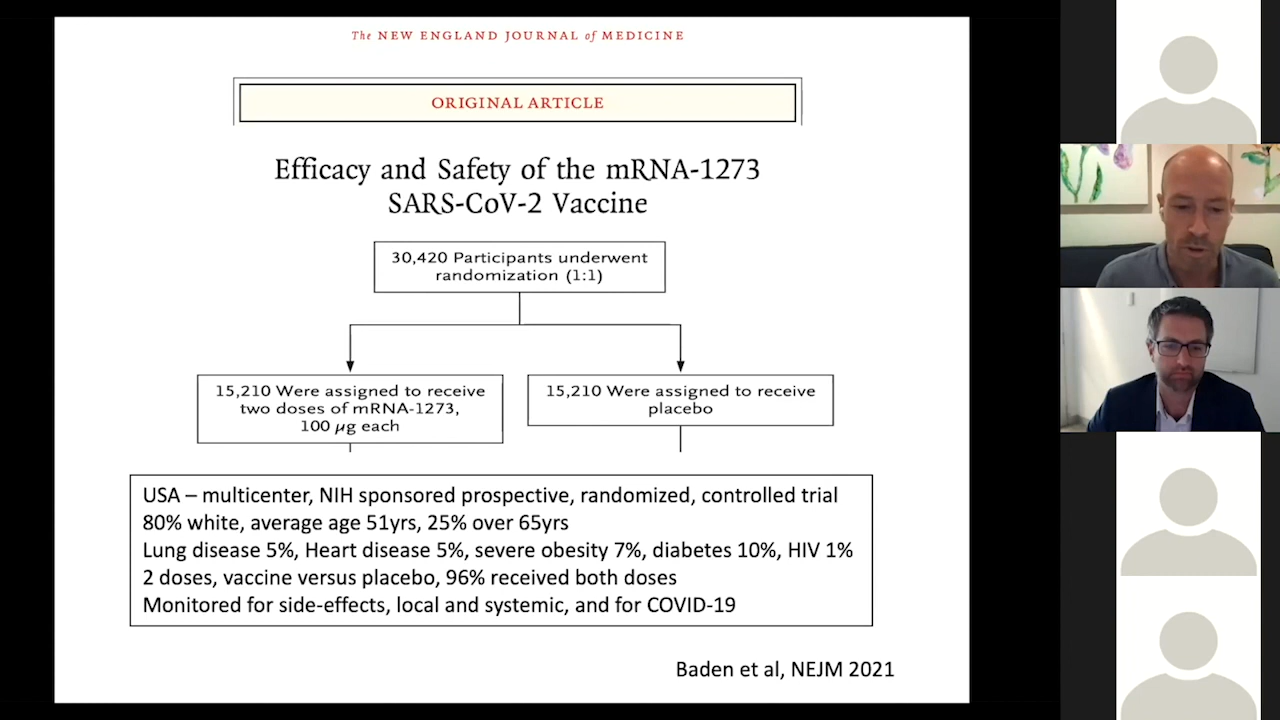 The NEW ENGLAND JOURNAL of MEDICINE
ORIGINAL ARTICLE
Efficacy and Safety of the mRNA-1273
SARS-CoV-2 Vaccine
30,420 Participants underwent
randomization (1:1)
15,210 Were assigned to receive
two doses of mRNA-1273,
100 µg each
15,210 Were assigned to receive
placebo
USA – multicenter, NIH sponsored prospective, randomized, controlled trial
80% white, average age 51yrs, 25% over 65yrs
Lung disease 5%, Heart disease 5%, severe obesity 7%, diabetes 10%, HIV 1%
2 doses, vaccine versus placebo, 96% received both doses
Monitored for side-effects, local and systemic, and for COVID-19
Baden et al, NEJM 2021